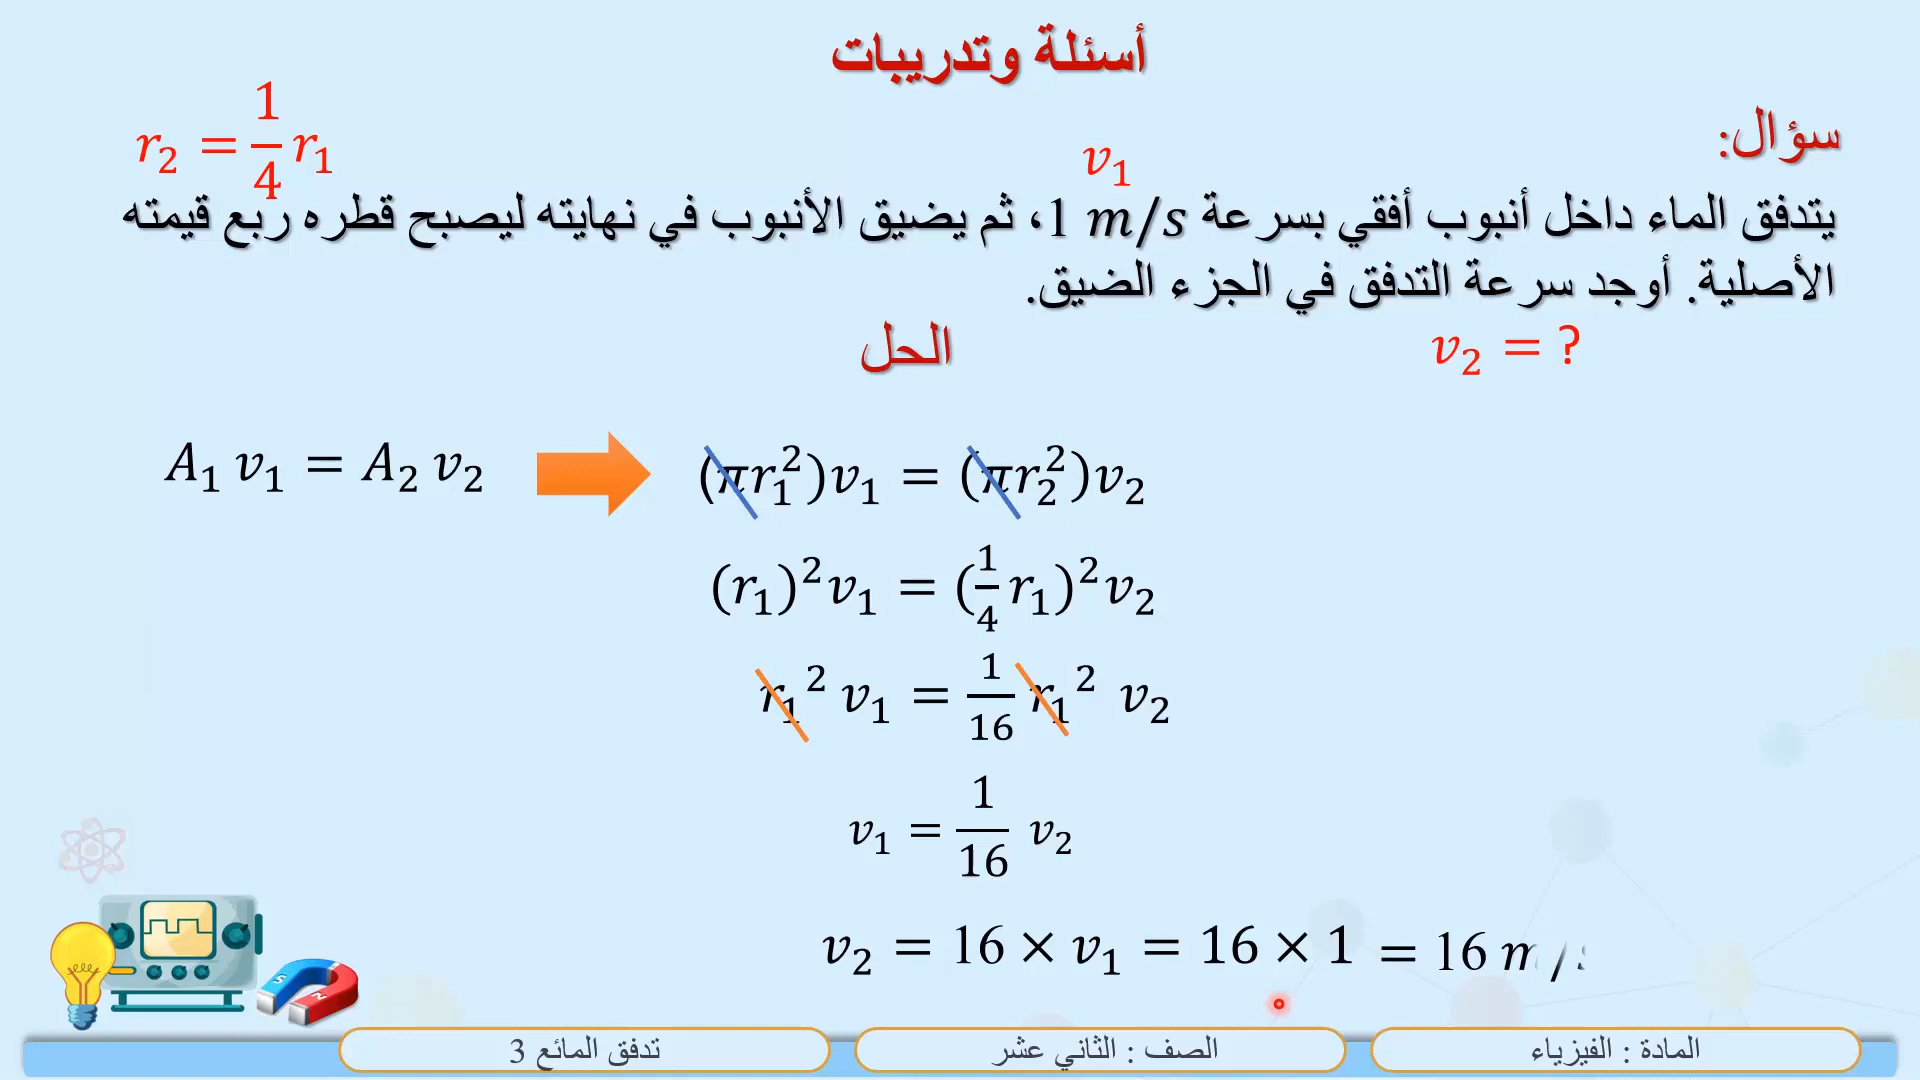 أسئلة وتدريبات
سؤال:
r₂ = 1/4 r₁
v₁
يتدفق الماء داخل أنبوب أفقي بسرعة 1 m/s، ثم يضيق الأنبوب في نهايته ليصبح قطره ربع قيمته
الأصلية. أوجد سرعة التدفق في الجزء الضيق.
v₂ = ?
الحل
A₁ v₁ = A₂ v₂
(πr₁²)v₁ = (πr₂²)v₂
(r₁)²v₁ = (1/4 r₁)²v₂
r₁² v₁ = 1/16 r₁² v₂
v₁ = 1/16 v₂
v₂ = 16 × v₁ = 16 × 1 = 16 m/s
S N
المادة : الفيزياء
الصف : الثاني عشر
تدفق المائع 3